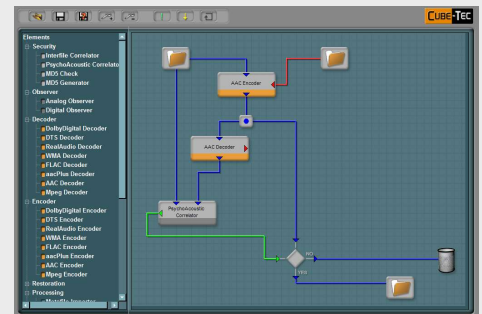 CUBE-TEC
Elements
Security
Interfile Correlator
PsychoAcoustic Correlato
MD5 Check
MD5 Generator
Observer
Analog Observer
Digital Observer
Decoder
DolbyDigital Decoder
DTS Decoder
RealAudio Decoder
WMA Decoder
FLAC Decoder
aacPlus Decoder
AAC Decoder
Mpeg Decoder
Encoder
DolbyDigital Encoder
DTS Encoder
RealAudio Encoder
WMA Encoder
FLAC Encoder
aacPlus Encoder
AAC Encoder
Mpeg Encoder
Restoration
Processing
AAC Encoder
AAC Decoder
PsychoAcoustic
Correlator
NO
YES